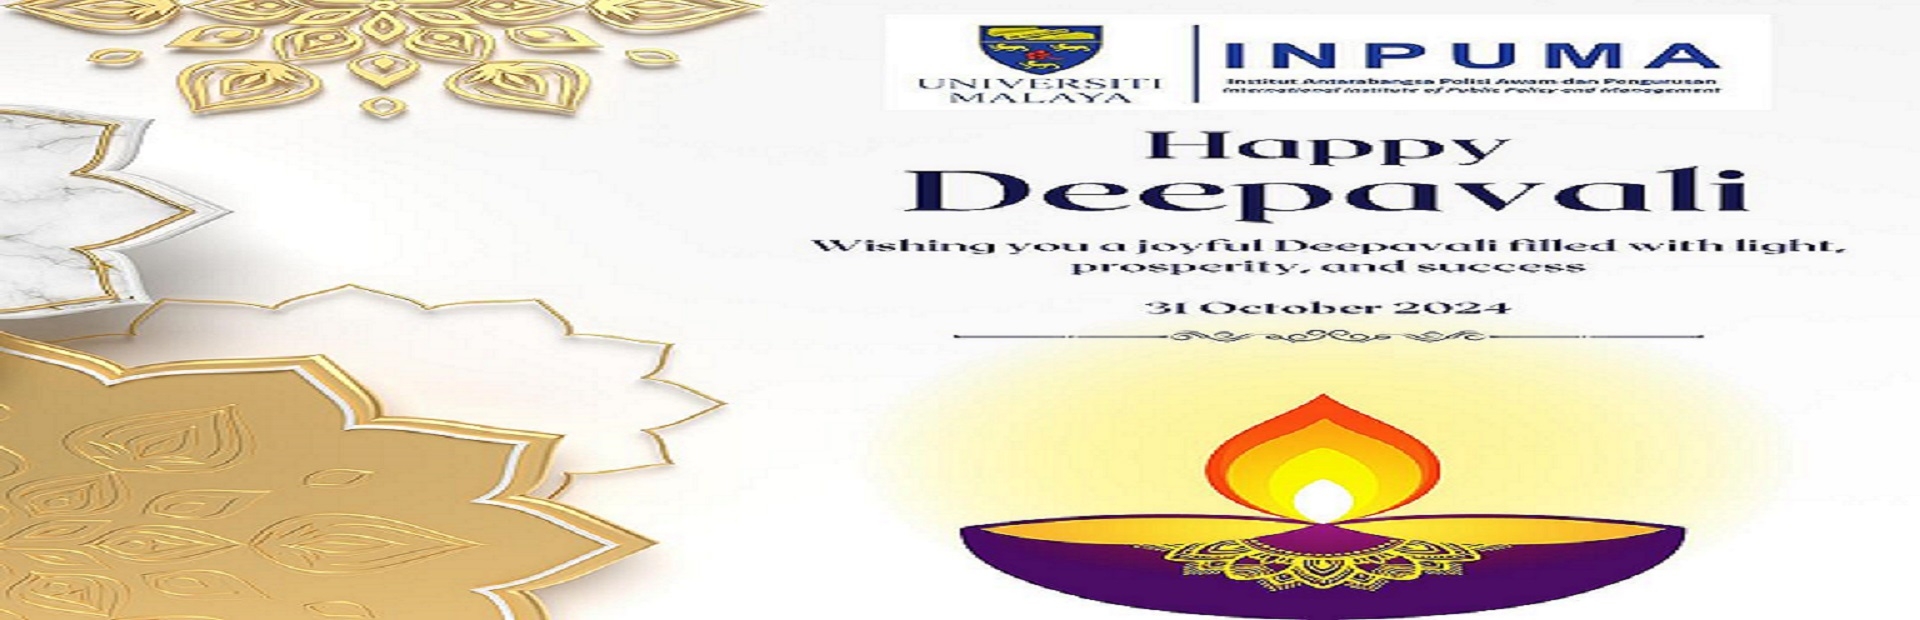 UNIVERSITI
MALAYA
INPUMA
Institut Antarabangsa Polisi Awam dan Pengurusan
International Institute of Public Policy and Management
Happy
Deepavali
Wishing you a joyful Deepavali filled with light,
prosperity, and success
31 October 2024